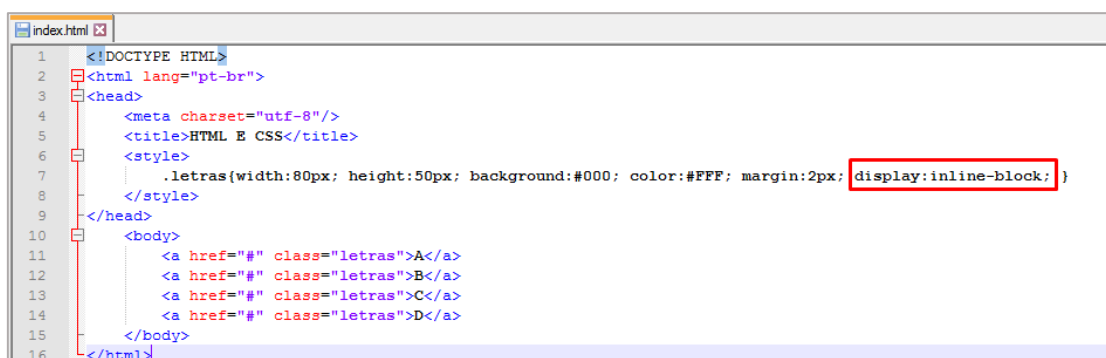 index.html
1 <!DOCTYPE HTML>
2 <html lang="pt-br">
3 <head>
4 <meta charset="utf-8"/>
5 <title>HTML E CSS</title>
6 <style>
7 .letras{width:80px; height:50px; background:#000; color:#FFF; margin:2px; display:inline-block; }
8 </style>
9 </head>
10 <body>
11 <a href="#" class="letras">A</a>
12 <a href="#" class="letras">B</a>
13 <a href="#" class="letras">C</a>
14 <a href="#" class="letras">D</a>
15 </body>
16 </html>